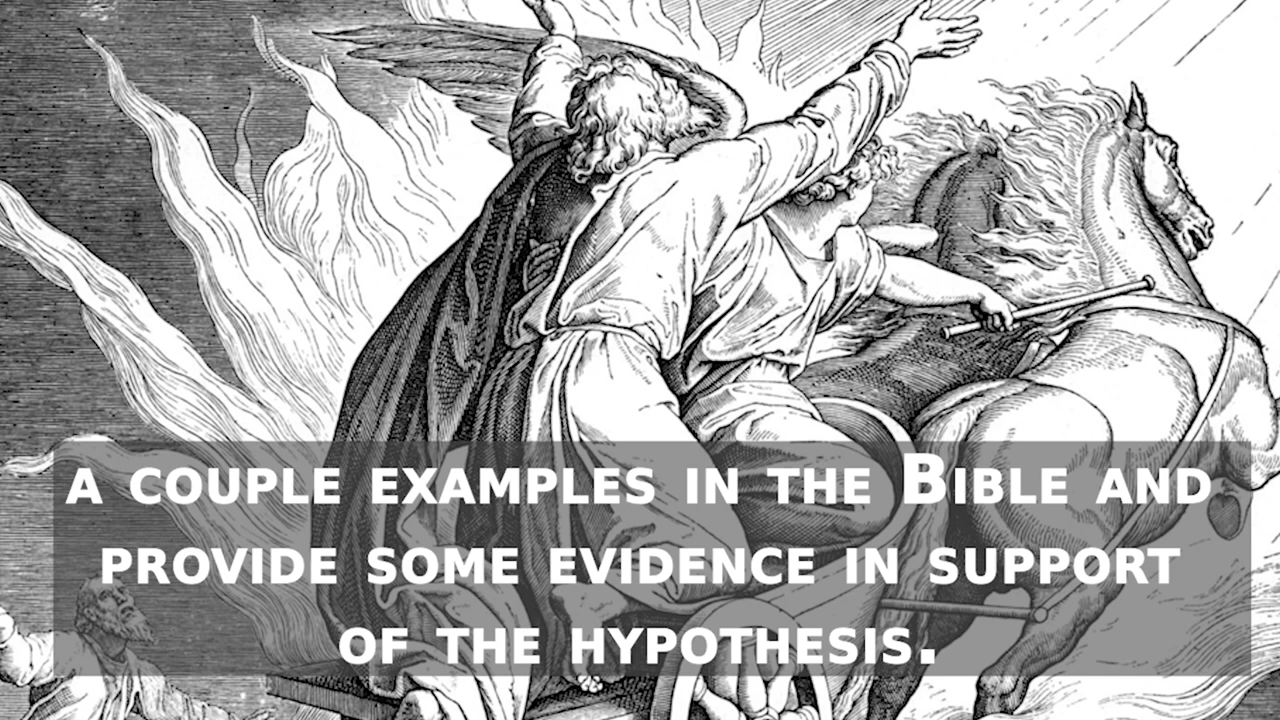 a couple examples in the Bible and
provide some evidence in support
of the hypothesis.